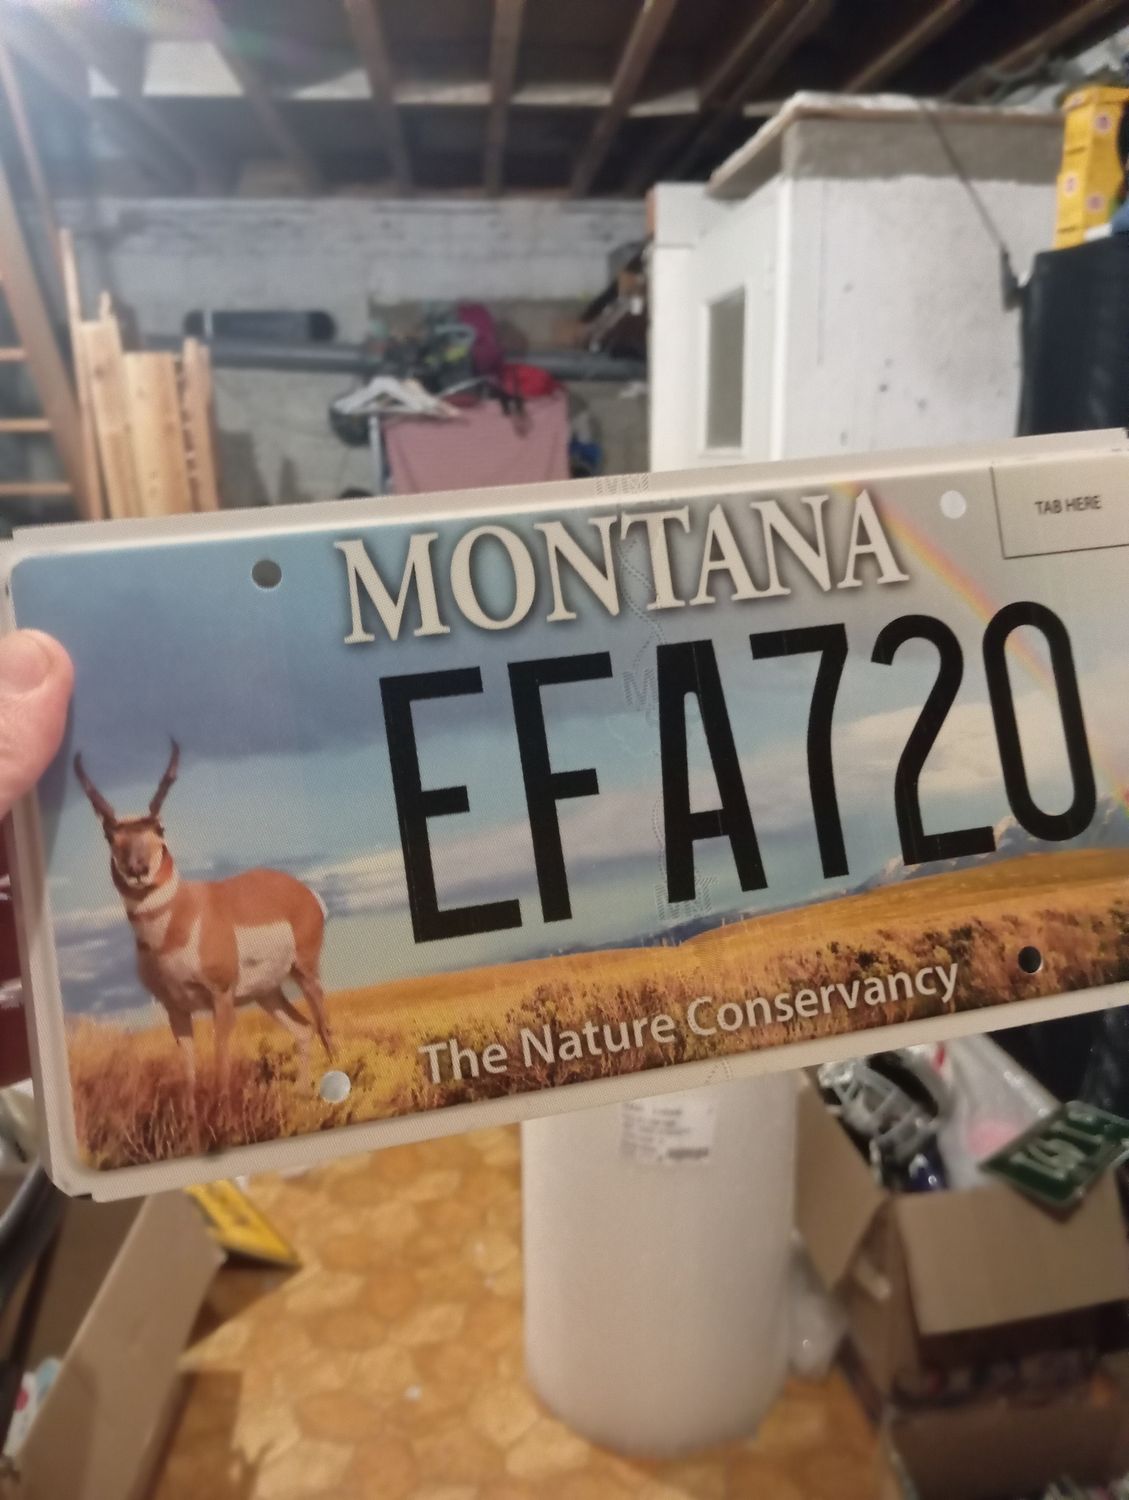 MONTANA
TAB HERE
EFA720
The Nature Conservancy